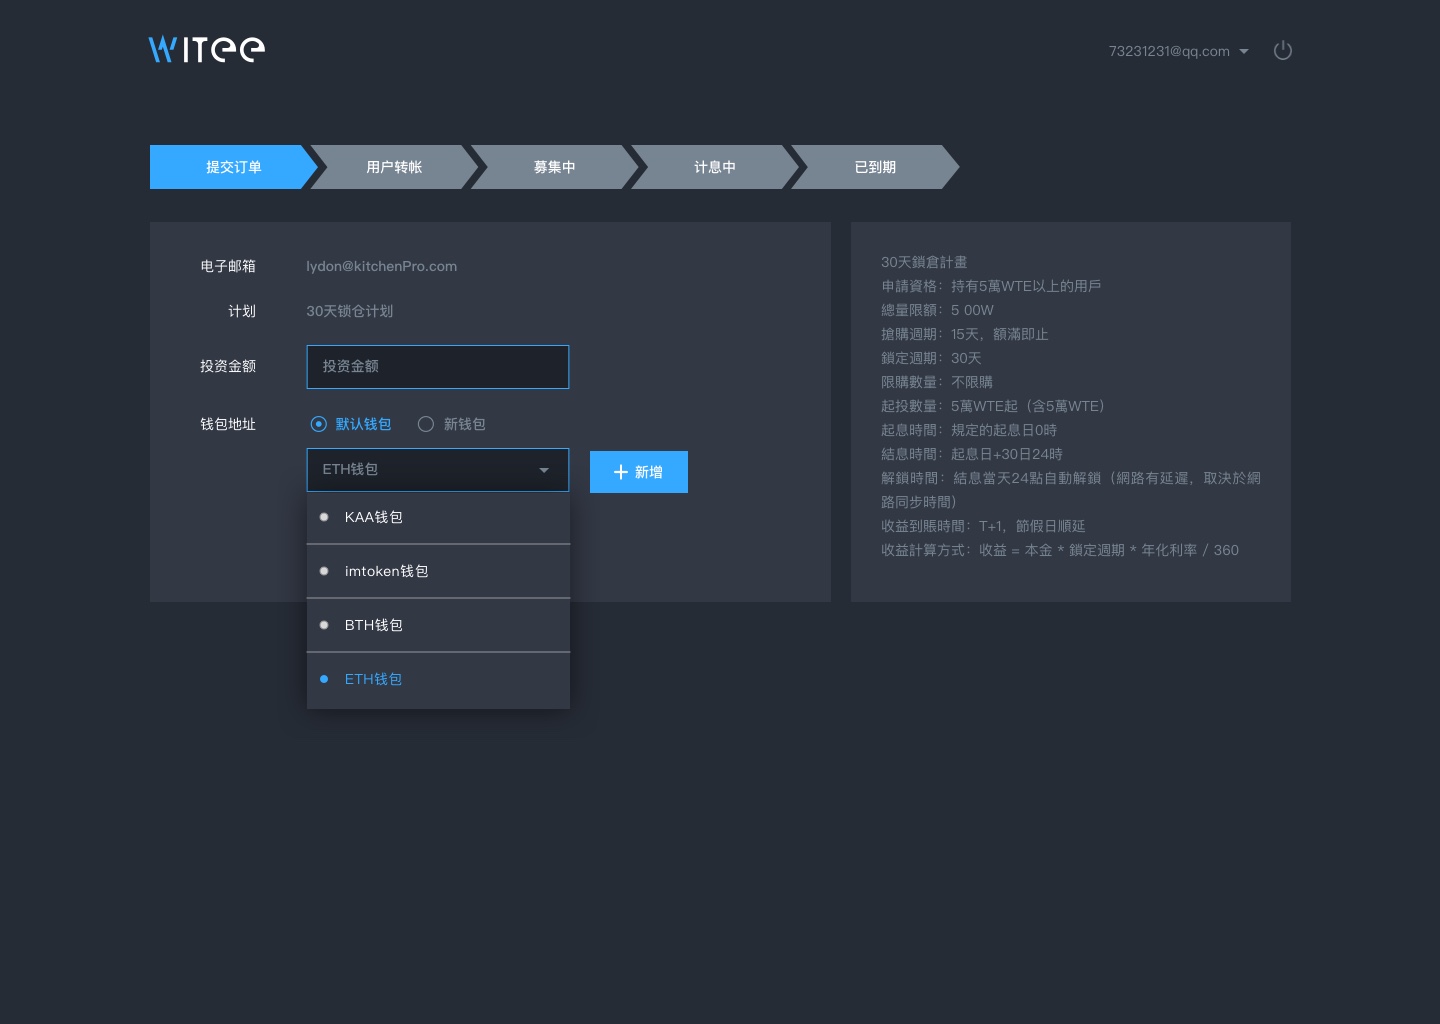 WITee
73231231@qq.com
提交订单
用户转帐
募集中
计息中
已到期
电子邮箱
lydon@kitchenPro.com
计划
30天锁仓计划
投资金额
投资金额
钱包地址
默认钱包
新钱包
ETH钱包
新增
KAA钱包
imtoken钱包
BTH钱包
ETH钱包
30天鎖倉計畫
申請資格：持有5萬WTE以上的用戶
總量限額：5 00W
搶購週期：15天，額滿即止
鎖定週期：30天
限購數量：不限購
起投數量：5萬WTE起（含5萬WTE）
起息時間：規定的起息日0時
結息時間：起息日+30日24時
解鎖時間：結息當天24點自動解鎖（網路有延遲，取決於網
路同步時間）
收益到賬時間：T+1，節假日順延
收益計算方式：收益 = 本金 * 鎖定週期 * 年化利率 / 360